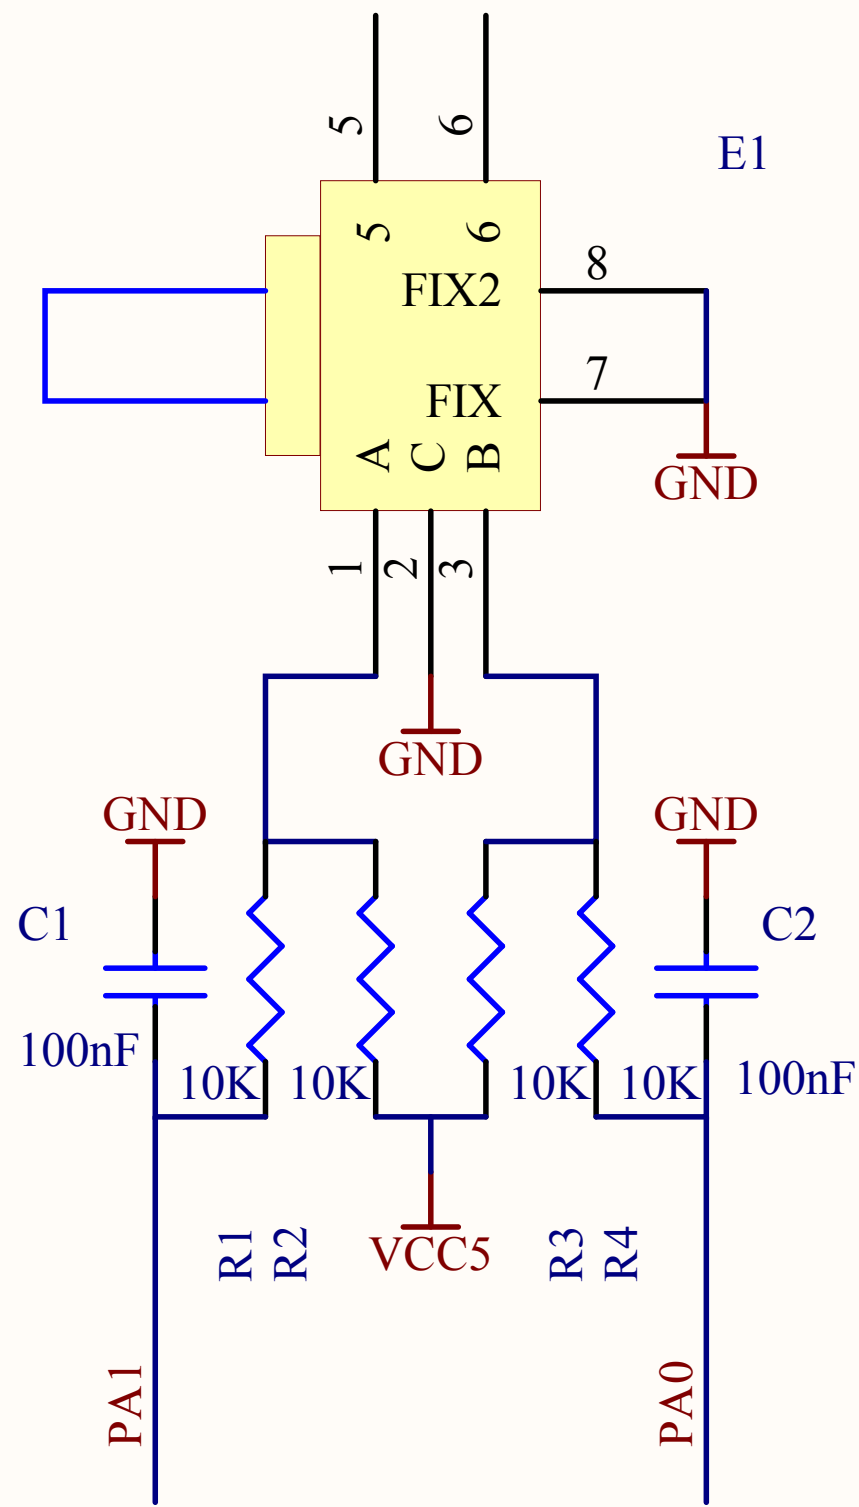 5
6
E1
5
6
8
FIX2
7
FIX
A
C
B
GND
1
2
3
GND
GND
GND
C1
C2
100nF
10K
10K
10K
10K
100nF
R1
R2
VCC5
R3
R4
PA1
PA0